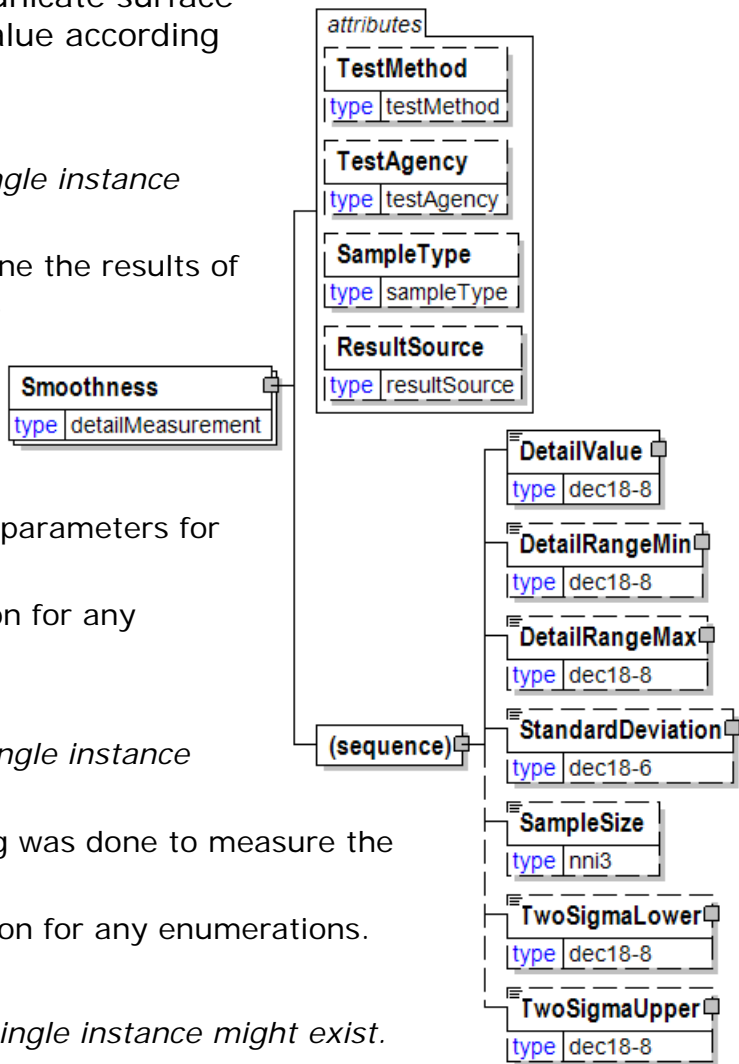 nicate surface
alue according
ngle instance
ne the results of
parameters for
on for any
ngle instance
g was done to measure the
on for any enumerations.
ingle instance might exist.
attributes
TestMethod
type testMethod
TestAgency
type testAgency
SampleType
type sampleType
ResultSource
type resultSource
Smoothness
type detailMeasurement
(sequence)
DetailValue
type dec18-8
DetailRangeMin
type dec18-8
DetailRangeMax
type dec18-8
StandardDeviation
type dec18-6
SampleSize
type nni3
TwoSigmaLower
type dec18-8
TwoSigmaUpper
type dec18-8